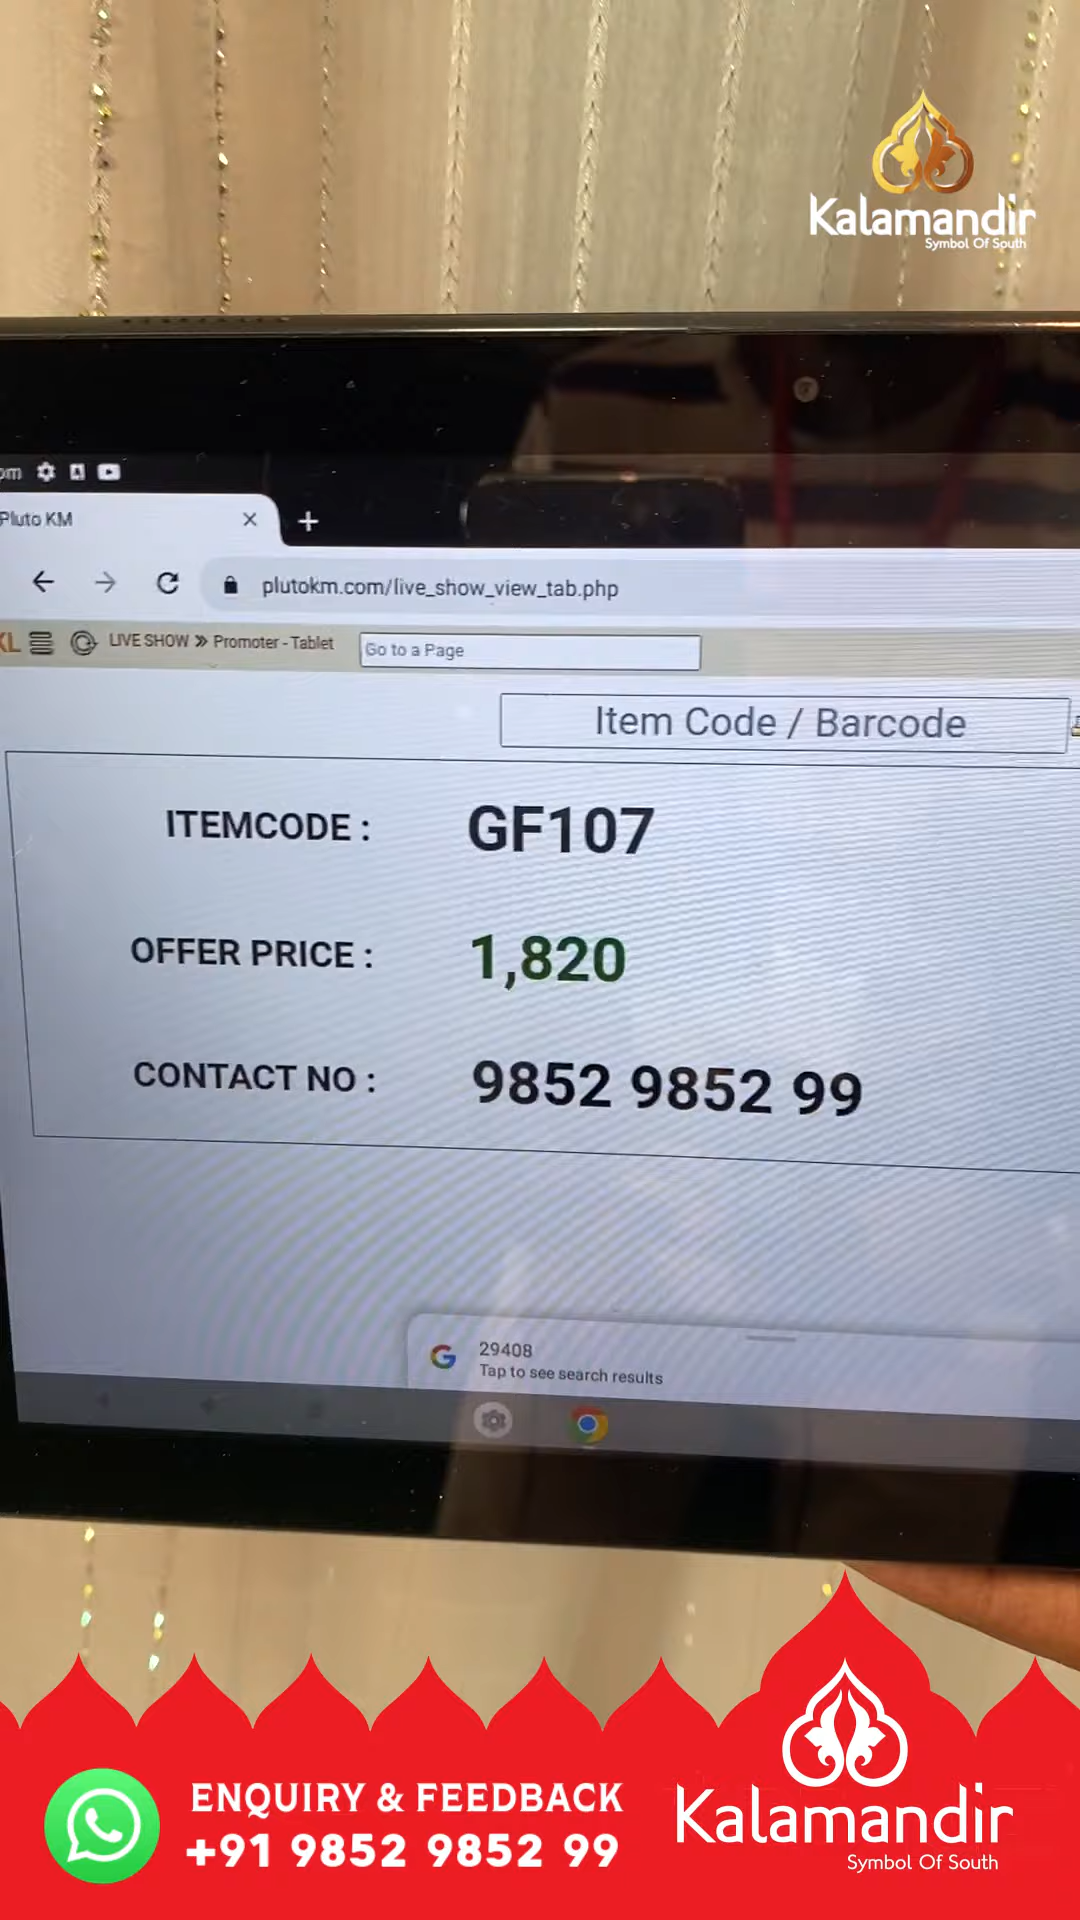 Kalamandir
Symbol Of South
Pluto KM
plutokm.com/live_show_view_tab.php
LIVE SHOW » Promoter - Tablet
Go to a Page
Item Code / Barcode
ITEMCODE : GF107
OFFER PRICE : 1,820
CONTACT NO : 9852 9852 99
29408
Tap to see search results
ENQUIRY & FEEDBACK
+91 9852 9852 99
Kalamandir
Symbol Of South